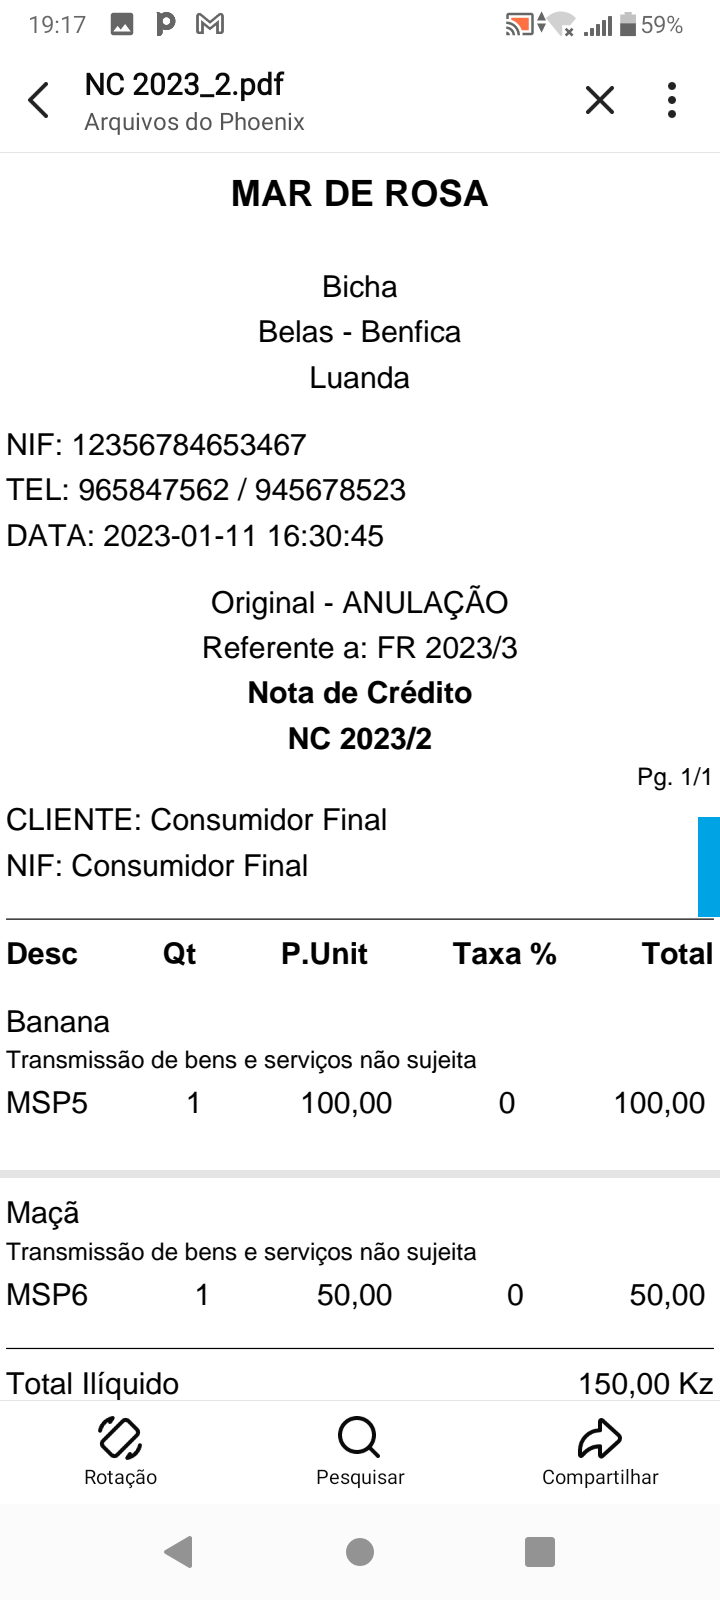 19:17 59%
NC 2023_2.pdf
Arquivos do Phoenix
MAR DE ROSA
Bicha
Belas - Benfica
Luanda
NIF: 12356784653467
TEL: 965847562 / 945678523
DATA: 2023-01-11 16:30:45
Original - ANULAÇÃO
Referente a: FR 2023/3
Nota de Crédito
NC 2023/2
Pg. 1/1
CLIENTE: Consumidor Final
NIF: Consumidor Final
Desc Qt P.Unit Taxa % Total
Banana
Transmissão de bens e serviços não sujeita
MSP5 1 100,00 0 100,00
Maçã
Transmissão de bens e serviços não sujeita
MSP6 1 50,00 0 50,00
Total Ilíquido 150,00 Kz
Rotação Pesquisar Compartilhar